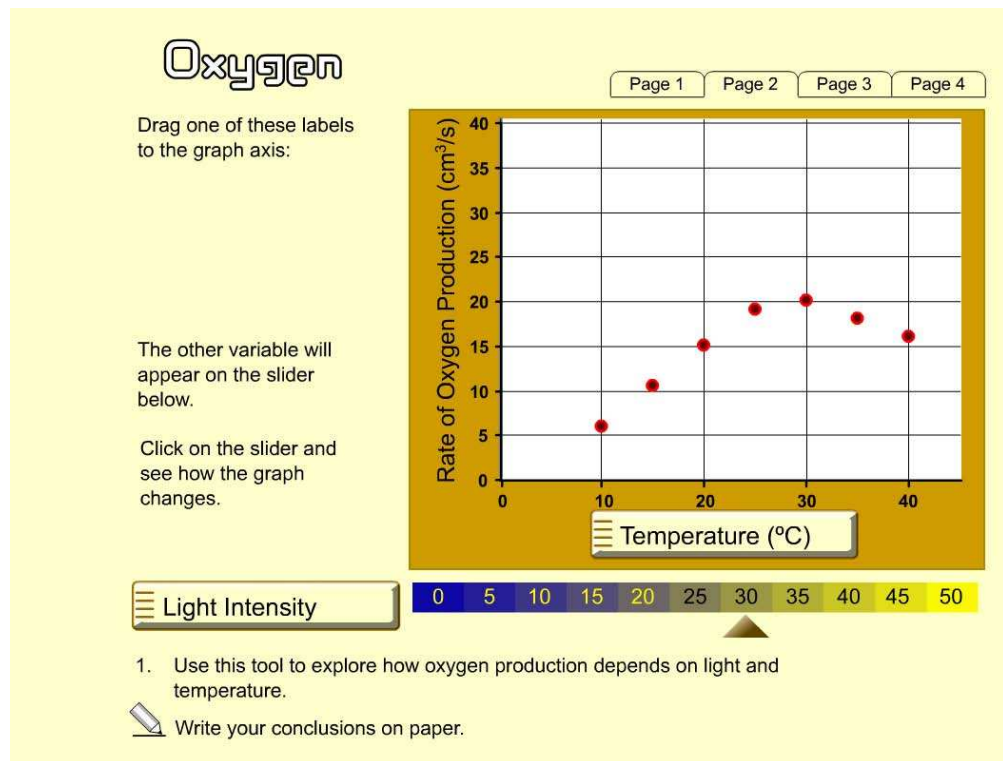 Oxygen
Page 1 Page 2 Page 3 Page 4
Drag one of these labels
to the graph axis:
The other variable will
appear on the slider
below.
Click on the slider and
see how the graph
changes.
Rate of Oxygen Production (cm³/s)
40
35
30
25
20
15
10
5
0
0 10 20 30 40
Temperature (ºC)
Light Intensity
0 5 10 15 20 25 30 35 40 45 50
1. Use this tool to explore how oxygen production depends on light and
temperature.
Write your conclusions on paper.